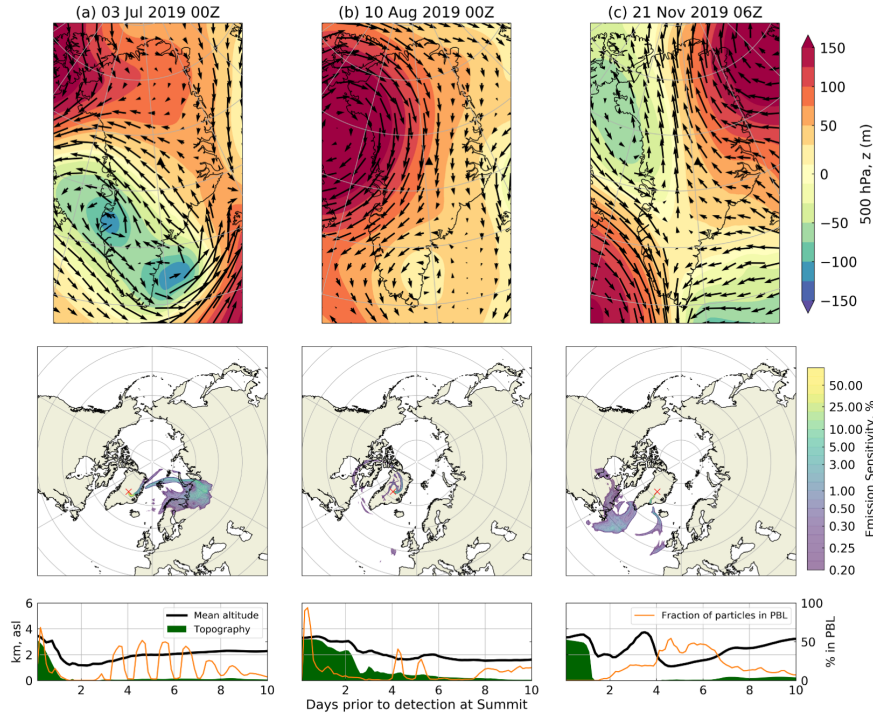 (a) 03 Jul 2019 00Z
(b) 10 Aug 2019 00Z
(c) 21 Nov 2019 06Z
150
100
50
0
−50
−100
−150
500 hPa, z (m)
50.00
25.00
10.00
5.00
3.00
1.00
0.50
0.30
0.25
0.20
Emission Sensitivity, %
km, asl
6
4
2
0
Mean altitude
Topography
Fraction of particles in PBL
100
50
0
% in PBL
2 4 6 8 10
2 4 6 8 10
2 4 6 8 10
Days prior to detection at Summit